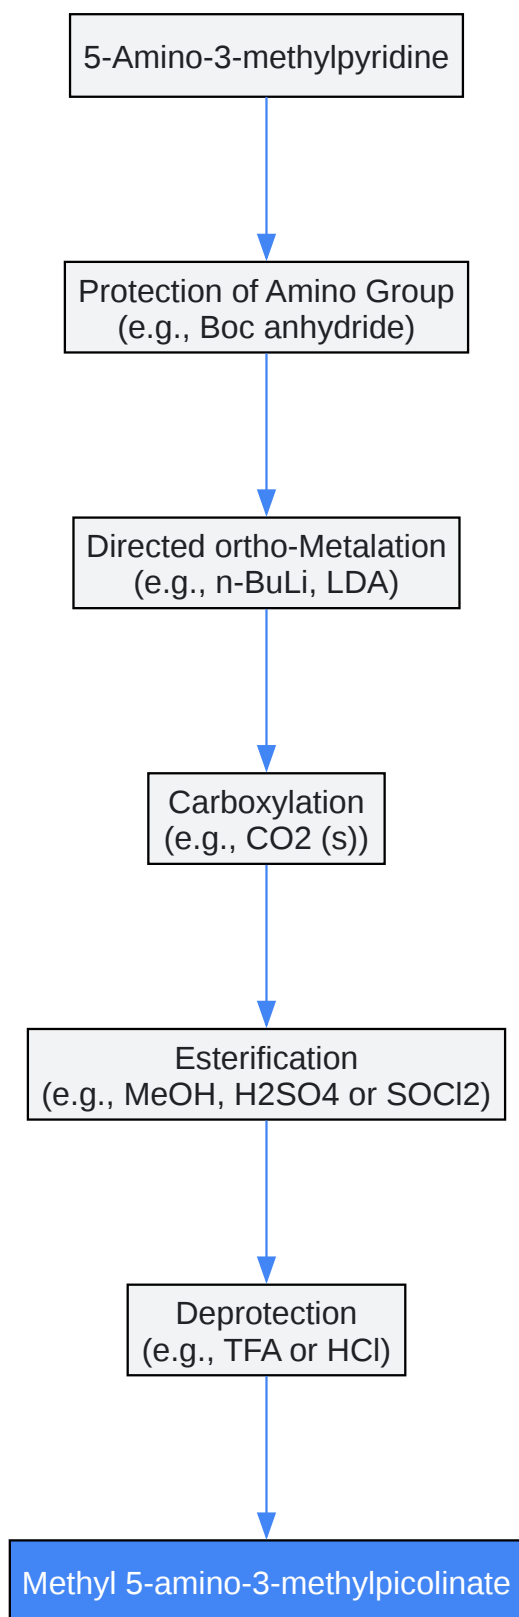 5-Amino-3-methylpyridine
Protection of Amino Group
(e.g., Boc anhydride)
Directed ortho-Metalation
(e.g., n-BuLi, LDA)
Carboxylation
(e.g., CO2 (s))
Esterification
(e.g., MeOH, H2SO4 or SOCl2)
Deprotection
(e.g., TFA or HCl)
Methyl 5-amino-3-methylpicolinate